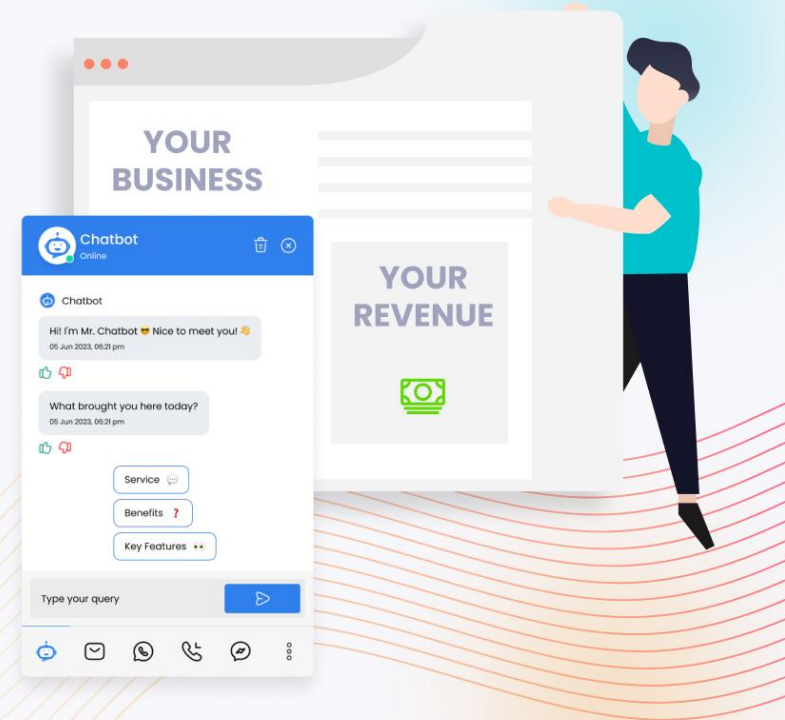 YOUR
BUSINESS
YOUR
REVENUE
Chatbot
Online
Chatbot
Hi! I'm Mr. Chatbot 😎 Nice to meet you! 👋
05 Jun 2023, 06:21 pm
What brought you here today?
05 Jun 2023, 06:21 pm
Service 💬
Benefits ❓
Key Features 👀
Type your query